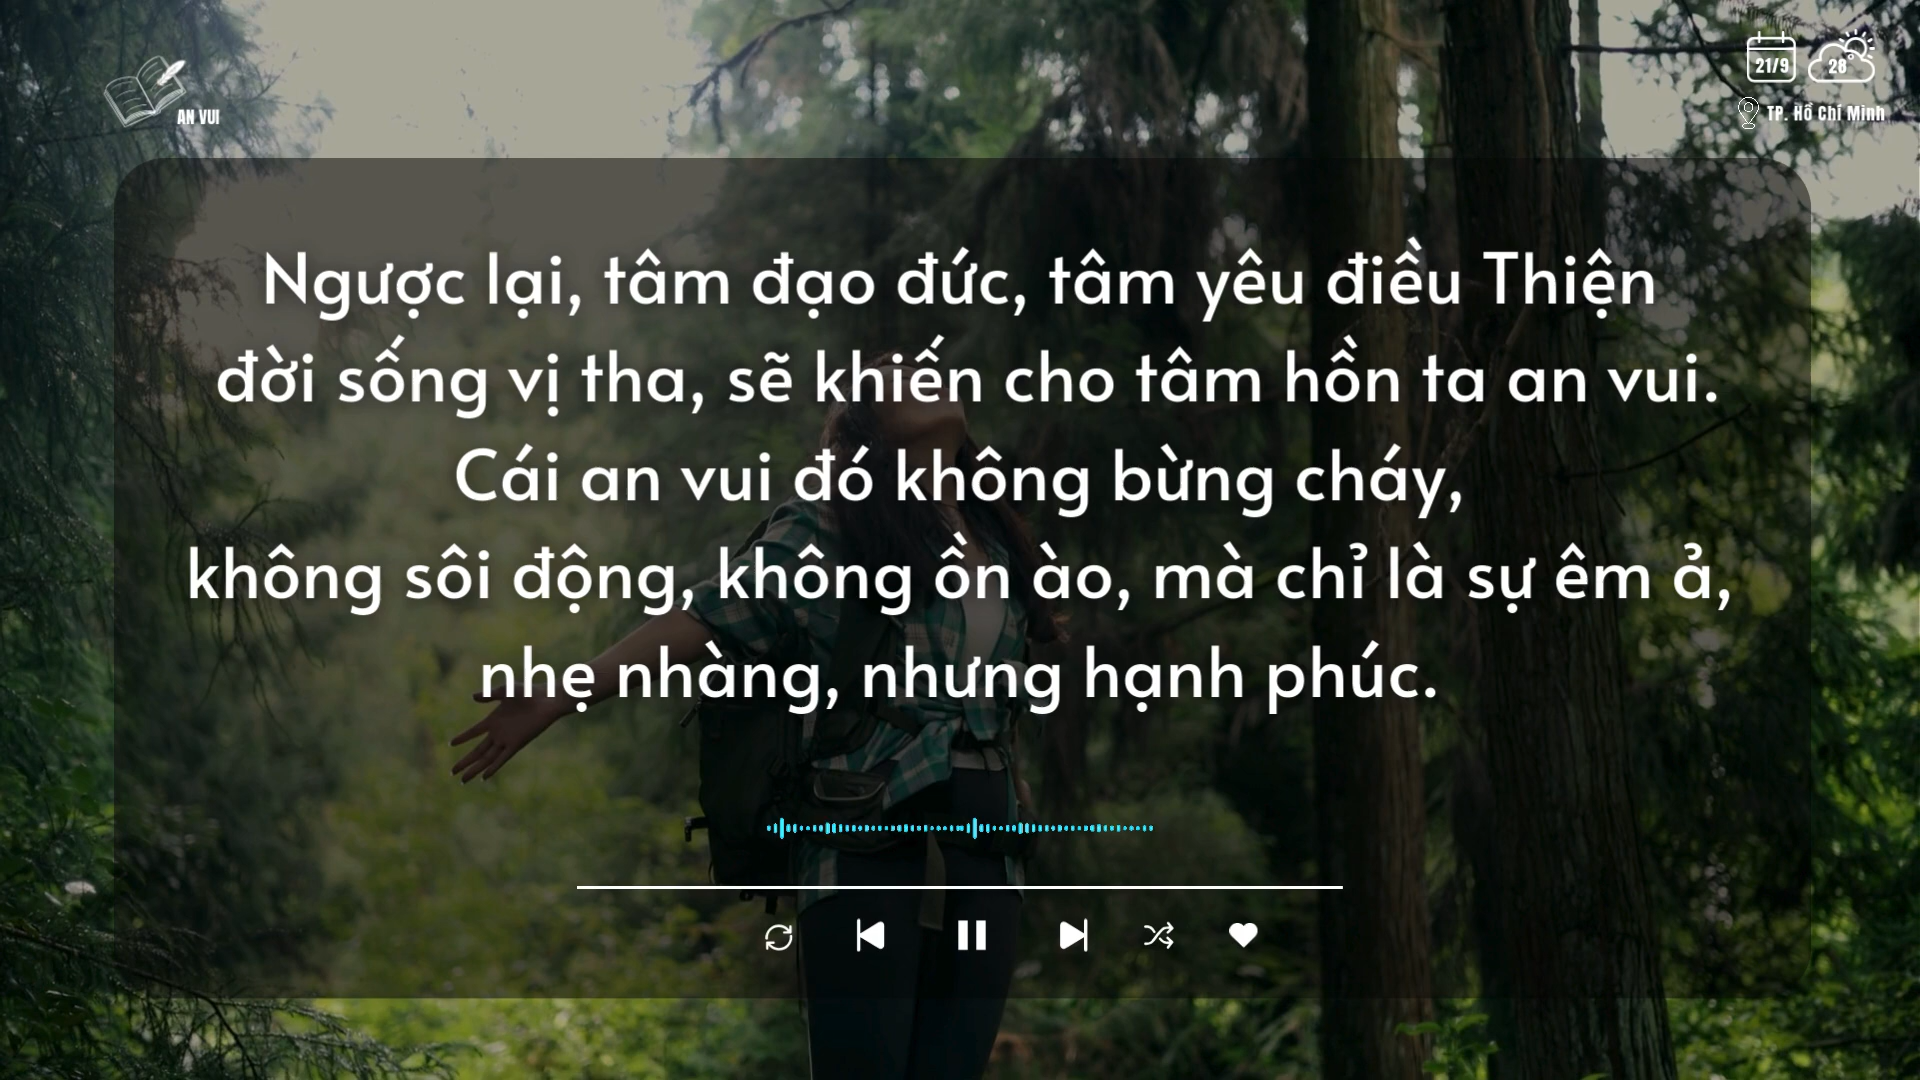 AN VUI
21/9
28°
TP. Hồ Chí Minh
Ngược lại, tâm đạo đức, tâm yêu điều Thiện
đời sống vị tha, sẽ khiến cho tâm hồn ta an vui.
Cái an vui đó không bừng cháy,
không sôi động, không ồn ào, mà chỉ là sự êm ả,
nhẹ nhàng, nhưng hạnh phúc.